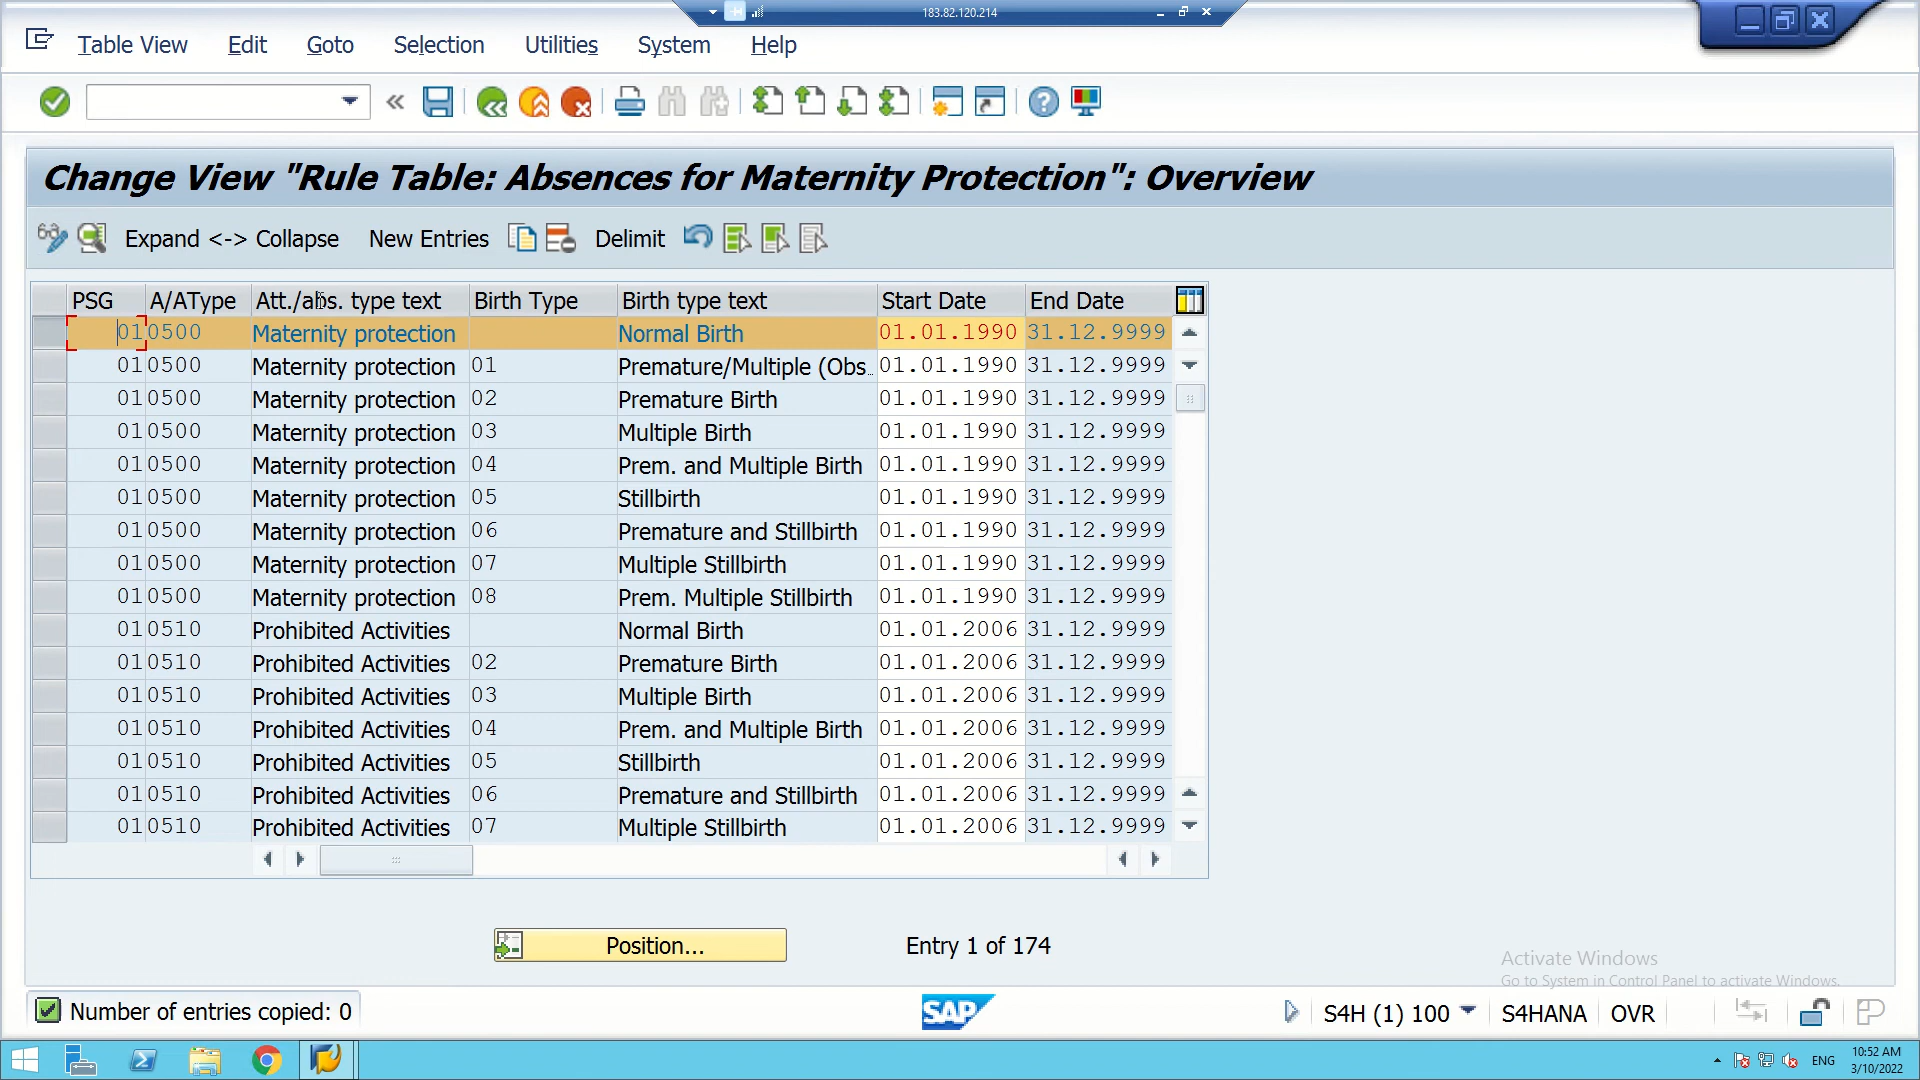 183.82.120.214
Table View Edit Goto Selection Utilities System Help
Change View "Rule Table: Absences for Maternity Protection": Overview
Expand <-> Collapse New Entries Delimit
PSG A/AType Att./abs. type text Birth Type Birth type text Start Date End Date
01 0500 Maternity protection Normal Birth 01.01.1990 31.12.9999
01 0500 Maternity protection 01 Premature/Multiple (Obs… 01.01.1990 31.12.9999
01 0500 Maternity protection 02 Premature Birth 01.01.1990 31.12.9999
01 0500 Maternity protection 03 Multiple Birth 01.01.1990 31.12.9999
01 0500 Maternity protection 04 Prem. and Multiple Birth 01.01.1990 31.12.9999
01 0500 Maternity protection 05 Stillbirth 01.01.1990 31.12.9999
01 0500 Maternity protection 06 Premature and Stillbirth 01.01.1990 31.12.9999
01 0500 Maternity protection 07 Multiple Stillbirth 01.01.1990 31.12.9999
01 0500 Maternity protection 08 Prem. Multiple Stillbirth 01.01.1990 31.12.9999
01 0510 Prohibited Activities Normal Birth 01.01.2006 31.12.9999
01 0510 Prohibited Activities 02 Premature Birth 01.01.2006 31.12.9999
01 0510 Prohibited Activities 03 Multiple Birth 01.01.2006 31.12.9999
01 0510 Prohibited Activities 04 Prem. and Multiple Birth 01.01.2006 31.12.9999
01 0510 Prohibited Activities 05 Stillbirth 01.01.2006 31.12.9999
01 0510 Prohibited Activities 06 Premature and Stillbirth 01.01.2006 31.12.9999
01 0510 Prohibited Activities 07 Multiple Stillbirth 01.01.2006 31.12.9999
Position... Entry 1 of 174
Activate Windows
Go to System in Control Panel to activate Windows.
Number of entries copied: 0 SAP S4H (1) 100 S4HANA OVR
ENG 10:52 AM
3/10/2022